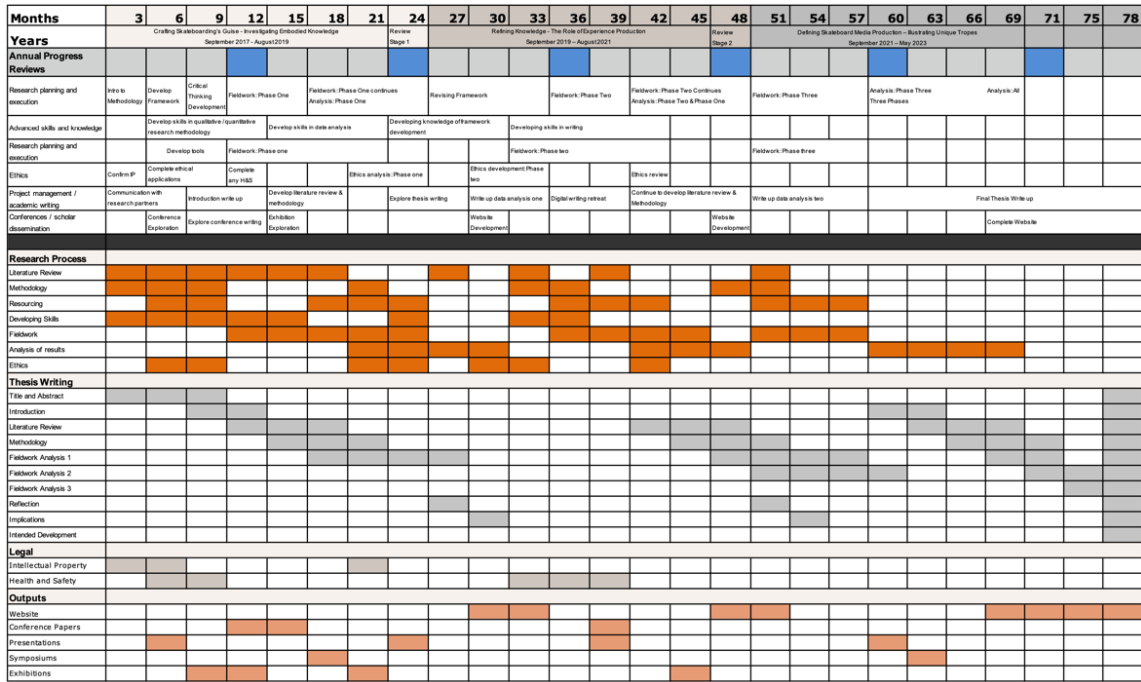 Months 3 6 9 12 15 18 21 24 27 30 33 36 39 42 45 48 51 54 57 60 63 69 71 75 78
Years
Crafting Skateboarding's Guise - Investigating Embodied Knowledge
September 2017 - August 2019
Review
Stage 1
Refining Knowledge - The Role of Experience Production
September 2019 – August 2021
Review
Stage 2
Defining Skateboard Media Production – Illustrating Unique Tropes
September 2021 – May 2023
Annual Progress
Reviews
Research planning and
execution
Intro to
Methodology
Develop
Framework
Critical
Thinking
Development
Fieldwork: Phase One
Fieldwork: Phase One continues
Analysis: Phase One
Revising Framework
Fieldwork: Phase Two
Fieldwork: Phase Two Continues
Analysis: Phase Two & Phase One
Fieldwork: Phase Three
Analysis: Phase Three
Three Phases
Analysis: All
Advanced skills and knowledge
Develop skills in qualitative / quantitative
research methodology
Develop skills in data analysis
Developing knowledge of framework
development
Developing skills in writing
Research planning and
execution
Develop tools
Fieldwork: Phase one
Fieldwork: Phase two
Fieldwork: Phase three
Ethics
Confirm IP
Complete ethical
applications
Complete
any H&S
Ethics analysis: Phase one
Ethics development: Phase
two
Ethics review
Project management /
academic writing
Communication with
research partners
Introduction write up
Develop literature review &
methodology
Explore thesis writing
Write up data analysis one
Digital writing retreat
Continue to develop literature review &
Methodology
Write up data analysis two
Final Thesis Write up
Conferences / scholar
dissemination
Conference
Exploration
Explore conference writing
Exhibition
Exploration
Website
Development
Website
Development
Complete Website
Research Process
Literature Review
Methodology
Resourcing
Developing Skills
Fieldwork
Analysis of results
Ethics
Thesis Writing
Title and Abstract
Introduction
Literature Review
Methodology
Fieldwork Analysis 1
Fieldwork Analysis 2
Fieldwork Analysis 3
Reflection
Implications
Intended Development
Legal
Intellectual Property
Health and Safety
Outputs
Website
Conference Papers
Presentations
Symposiums
Exhibitions